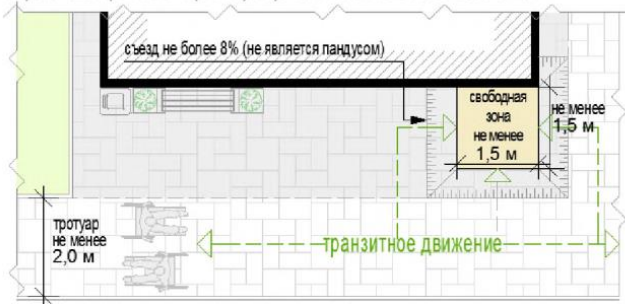 съезд не более 8% (не является пандусом)
свободная
зона
не менее
1,5 м
не менее
1,5 м
тротуар
не менее
2,0 м
транзитное движение